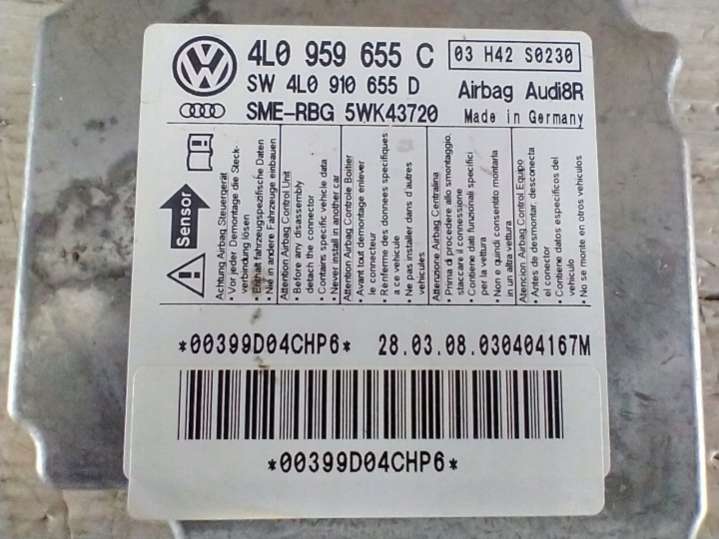 4L0 959 655 C
03 H42 S0230
SW 4L0 910 655 D
Airbag Audi8R
SME-RBG 5WK43720
Made in Germany
Sensor
Achtung Airbag Steuergerät
• Vor jeder Demontage die Steck-
verbindung lösen
• Enthält fahrzeugspezifische Daten
• Nie in andere Fahrzeuge einbauen
Attention Airbag Control Unit
• Before any disassembly
detach the connector
• Contains specific vehicle data
• Never install in another car
Attention Airbag Controle Boitier
• Avant tout demontage enlever
le connecteur
• Renferme des donnees specifiques
a ce vehicule
• Ne pas installer dans d'autres
vehicules
Attenzione Airbag Centralina
• Prima di procedere allo smontaggio,
staccare il connessione
• Contiene dati funzionali specifici
per la vettura
• Non e quindi consentito montarla
in un altra vettura
Atencion Airbag Control Equipo
• Antes de desmontar, desconecta
el conector
• Contiene datos especificos del
vehiculo
• No se monte en otros vehiculos
*00399D04CHP6*
28.03.08.030404167M
*00399D04CHP6*